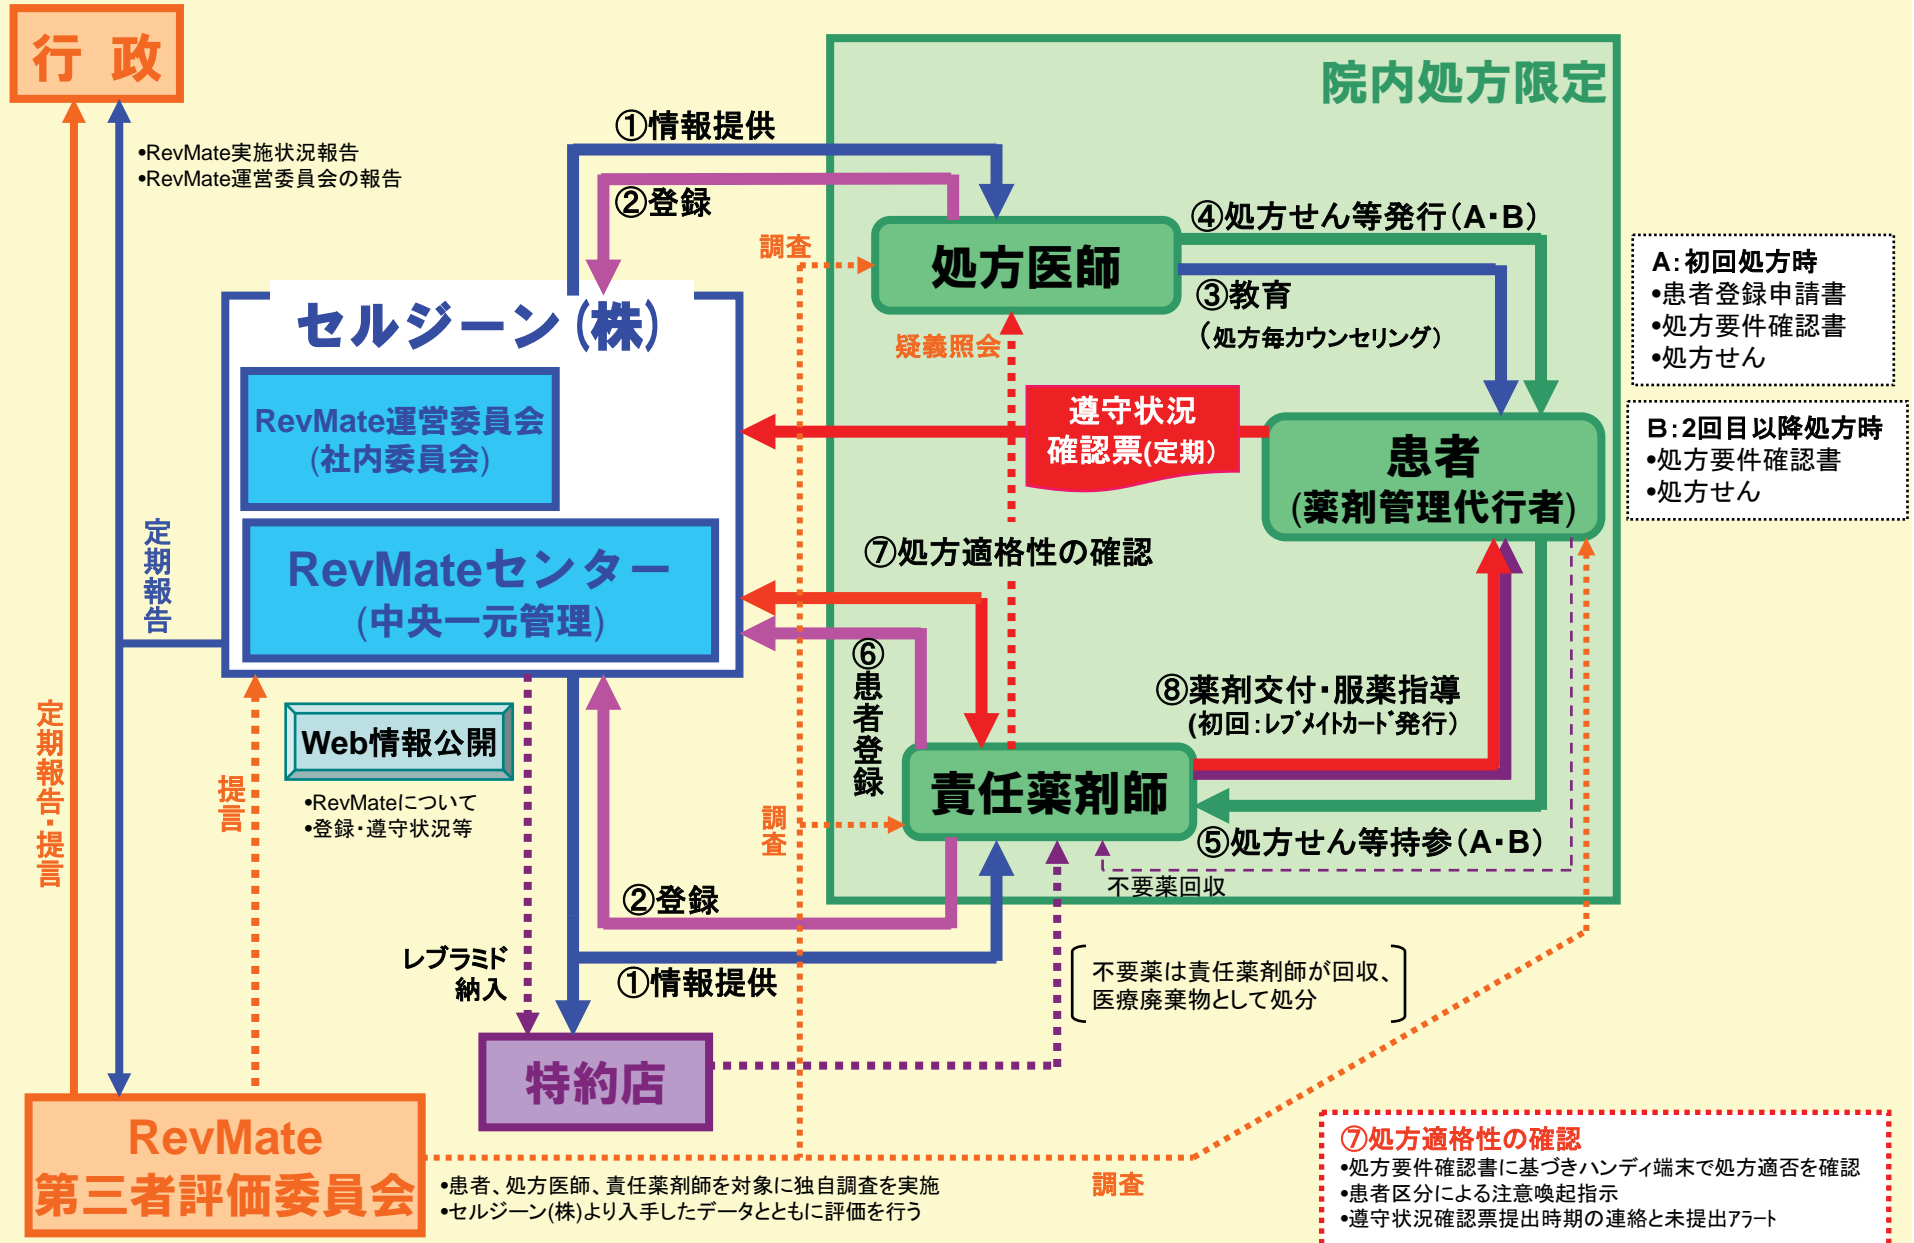 行 政
院内処方限定
•RevMate実施状況報告
•RevMate運営委員会の報告
①情報提供
②登録
調査
処方医師
④処方せん等発行(A・B)
③教育
(処方毎カウンセリング)
A:初回処方時
•患者登録申請書
•処方要件確認書
•処方せん
B:2回目以降処方時
•処方要件確認書
•処方せん
セルジーン(株)
RevMate運営委員会
(社内委員会)
RevMateセンター
(中央一元管理)
疑義照会
遵守状況
確認票(定期)
患者
(薬剤管理代行者)
⑦処方適格性の確認
定期報告
定期報告・提言
提言
Web情報公開
•RevMateについて
•登録・遵守状況等
⑥患者登録
⑧薬剤交付・服薬指導
(初回:レブメイトカード発行)
調査
責任薬剤師
⑤処方せん等持参(A・B)
不要薬回収
②登録
①情報提供
レブラミド
納入
不要薬は責任薬剤師が回収、
医療廃棄物として処分
特約店
RevMate
第三者評価委員会
•患者、処方医師、責任薬剤師を対象に独自調査を実施
•セルジーン(株)より入手したデータとともに評価を行う
調査
⑦処方適格性の確認
•処方要件確認書に基づきハンディ端末で処方適否を確認
•患者区分による注意喚起指示
•遵守状況確認票提出時期の連絡と未提出アラート